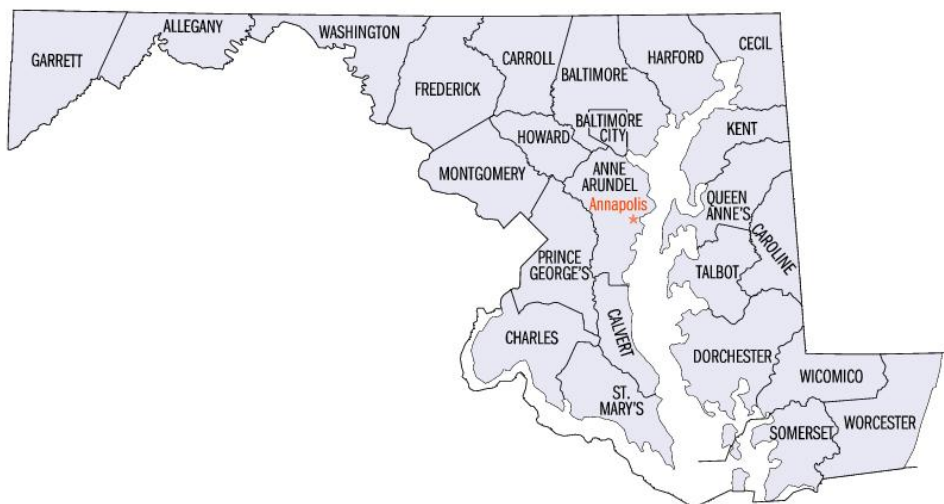 GARRETT
ALLEGANY
WASHINGTON
FREDERICK
CARROLL
BALTIMORE
HARFORD
CECIL
BALTIMORE
CITY
HOWARD
KENT
MONTGOMERY
ANNE
ARUNDEL
Annapolis
QUEEN
ANNE'S
CAROLINE
PRINCE
GEORGE'S
TALBOT
CHARLES
CALVERT
DORCHESTER
WICOMICO
ST.
MARY'S
SOMERSET
WORCESTER